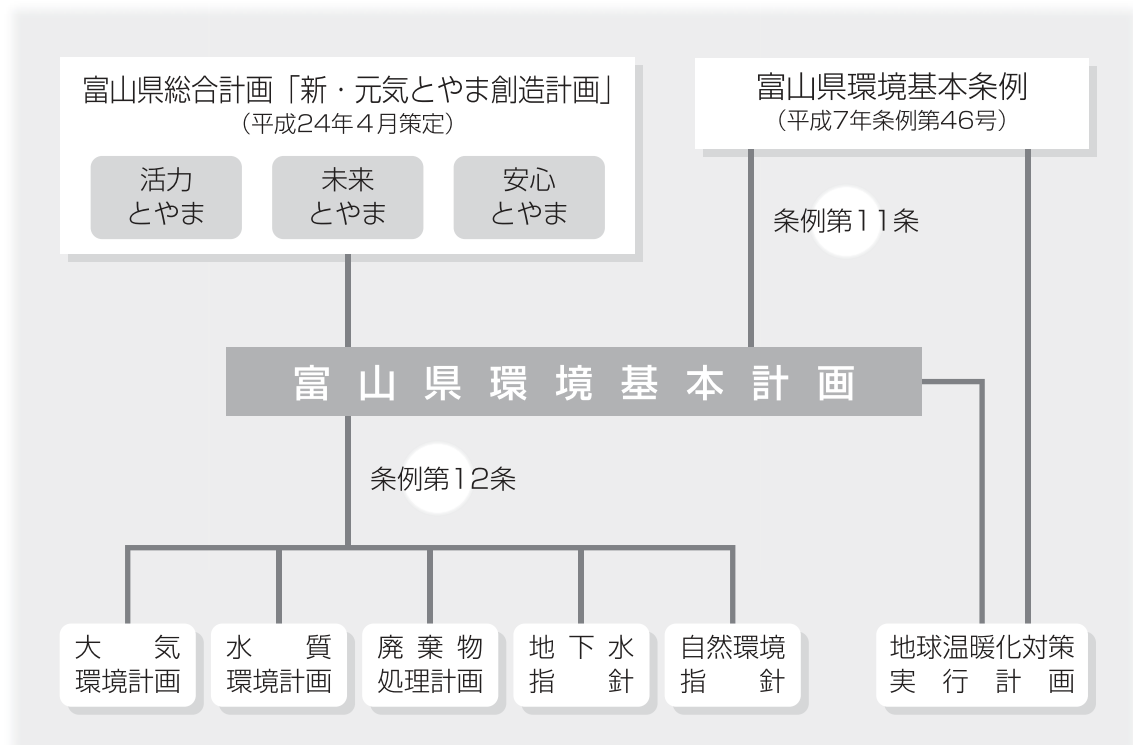 富山県総合計画「新・元気とやま創造計画」
（平成24年４月策定）
活力
とやま
未来
とやま
安心
とやま
富山県環境基本条例
（平成7年条例第46号）
条例第11条
富山県環境基本計画
条例第12条
大気
環境計画
水質
環境計画
廃棄物
処理計画
地下水
指針
自然環境
指針
地球温暖化対策
実行計画